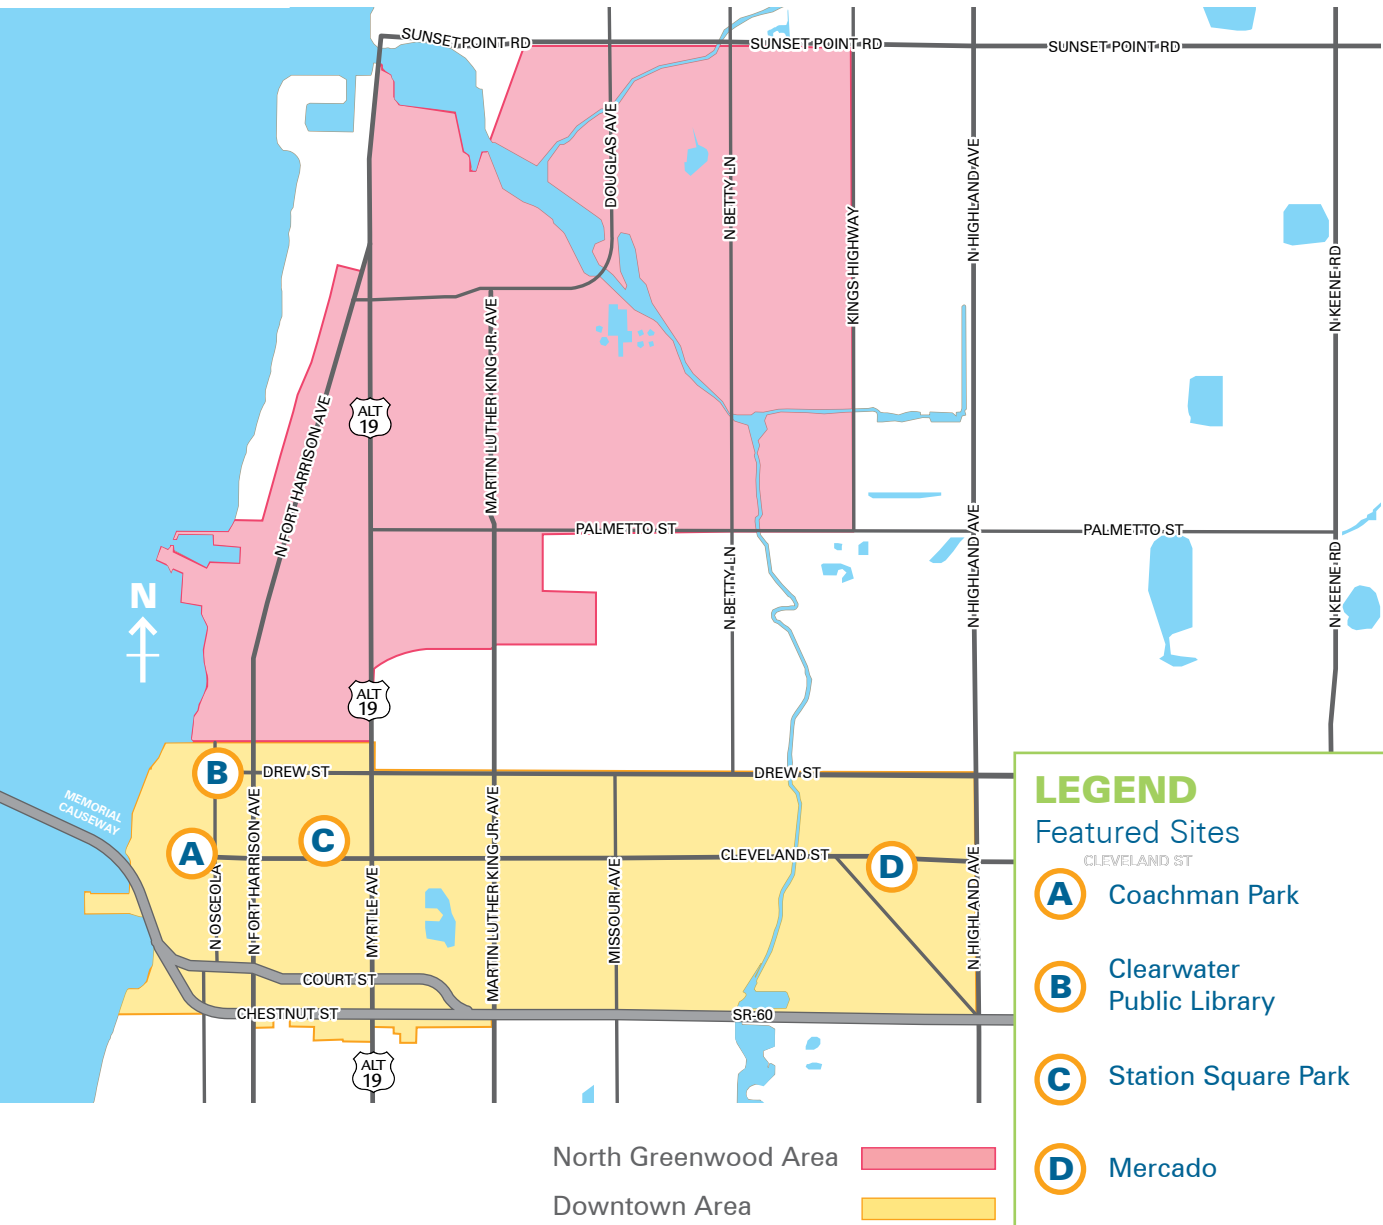 SUNSET POINT RD
SUNSET POINT RD
SUNSET POINT RD
DOUGLAS AVE
N BETTY LN
KINGS HIGHWAY
N HIGHLAND AVE
N KEENE RD
MARTIN LUTHER KING JR. AVE
N FORT HARRISON AVE
ALT
19
PALMETTO ST
PALMETTO ST
N BETTY LN
N HIGHLAND AVE
N KEENE RD
N
ALT
19
B
DREW ST
DREW ST
MEMORIAL
CAUSEWAY
A
C
D
CLEVELAND ST
N OSCEOLA
N FORT HARRISON AVE
MYRTLE AVE
MARTIN LUTHER KING JR. AVE
MISSOURI AVE
N HIGHLAND AVE
COURT ST
CHESTNUT ST
SR-60
ALT
19
LEGEND
Featured Sites
CLEVELAND ST
A Coachman Park
B Clearwater
Public Library
C Station Square Park
D Mercado
North Greenwood Area
Downtown Area